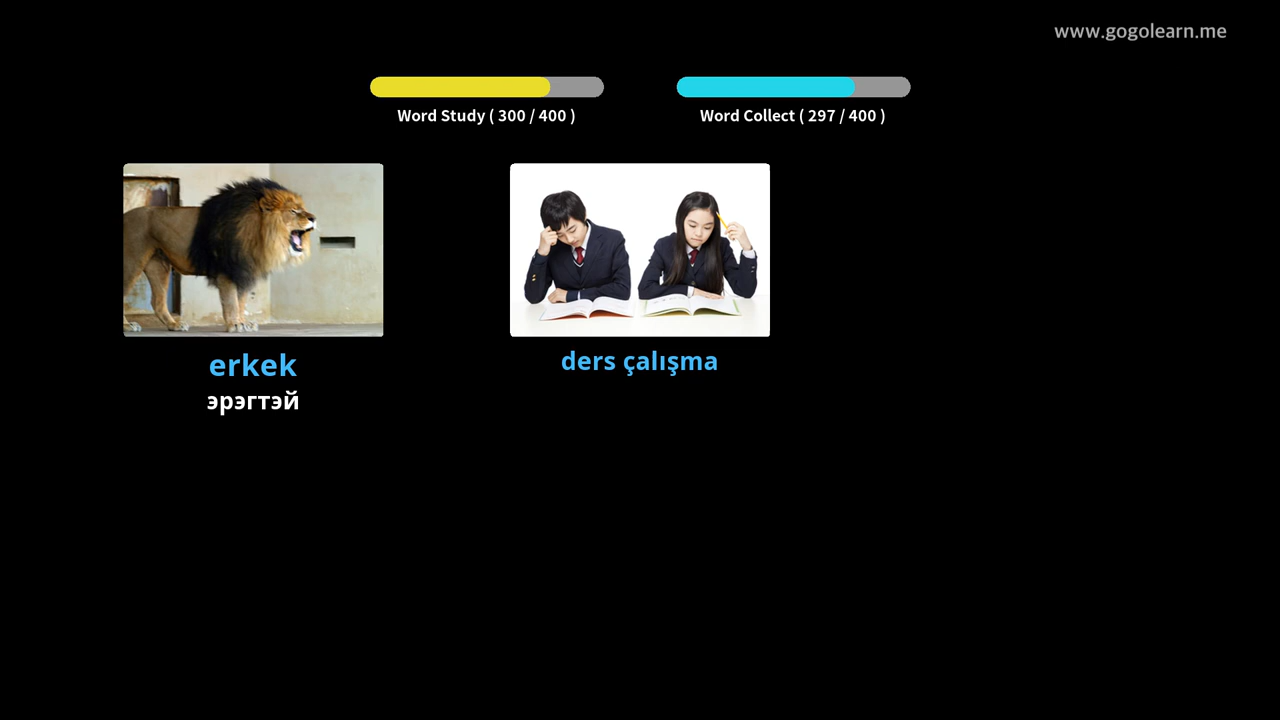 www.gogolearn.me
Word Study ( 300 / 400 )
Word Collect ( 297 / 400 )
erkek
эрэгтэй
ders çalışma